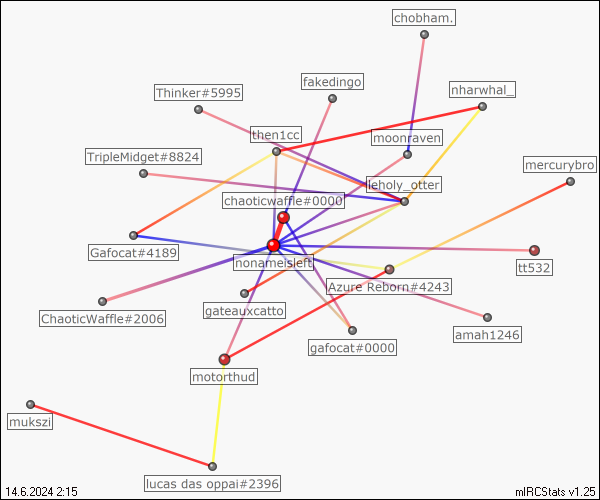 chobham.
fakedingo
Thinker#5995
nharwhal_
then1cc
moonraven
TripleMidget#8824
mercurybro
leholy_otter
chaoticwaffle#0000
Gafocat#4189
nonameisleft
tt532
Azure Reborn#4243
gateauxcatto
ChaoticWaffle#2006
amah1246
gafocat#0000
motorthud
mukszi
lucas das oppai#2396
14.6.2024 2:15
mIRCStats v1.25